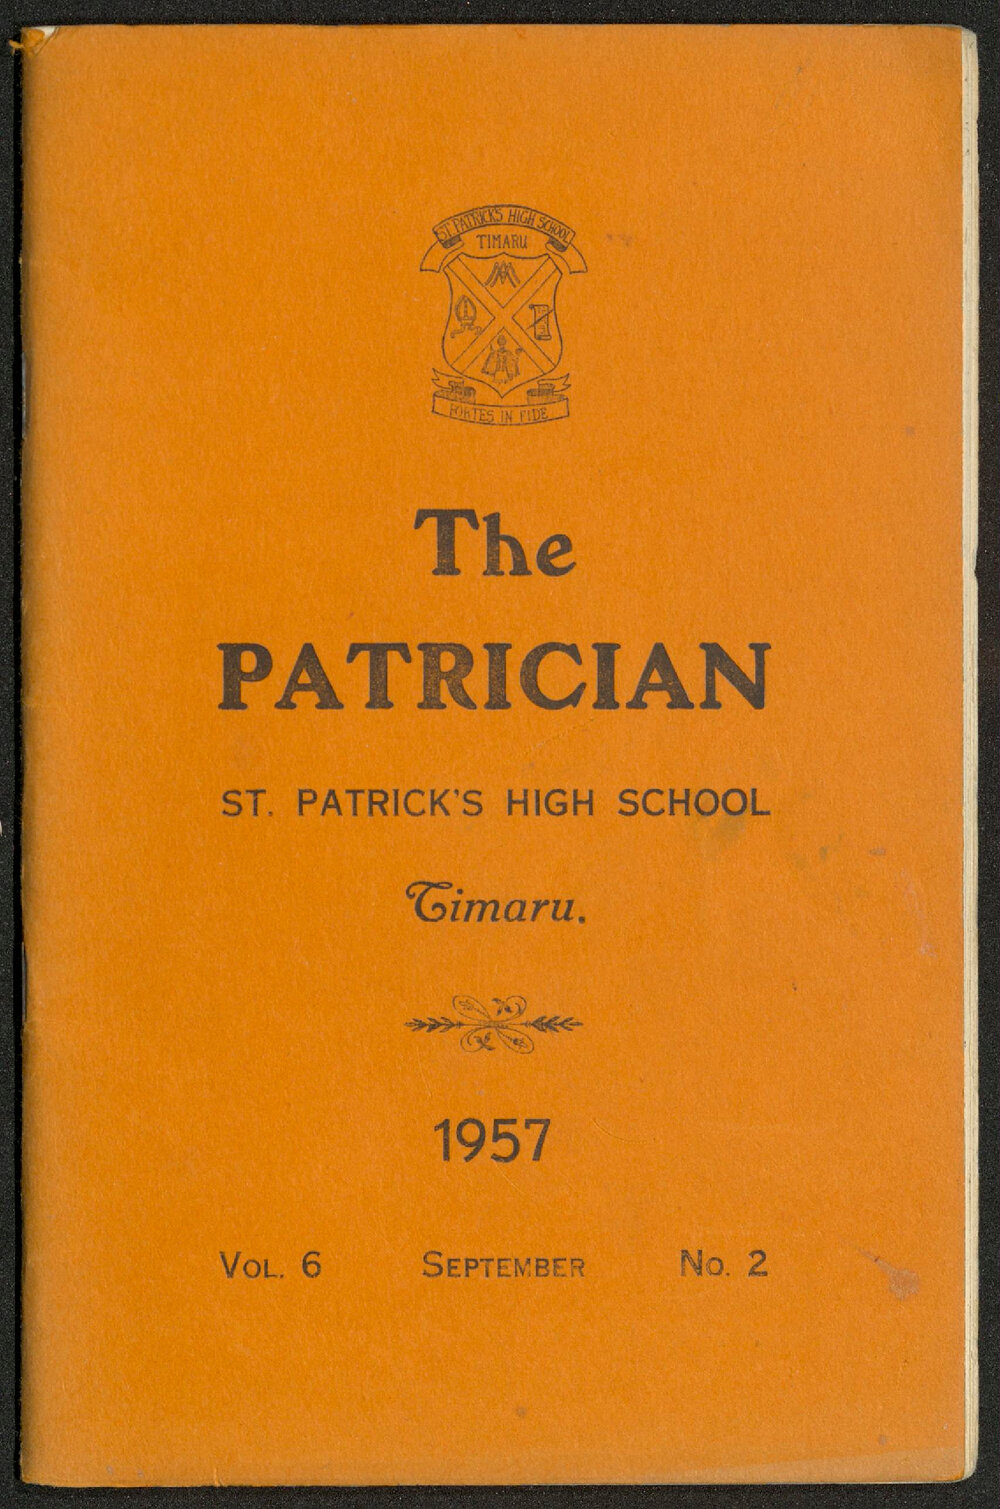 ST PATRICK'S HIGH SCHOOL
TIMARU
FORTES IN FIDE
The
PATRICIAN
ST. PATRICK'S HIGH SCHOOL
Timaru.
1957
VOL. 6 SEPTEMBER No. 2